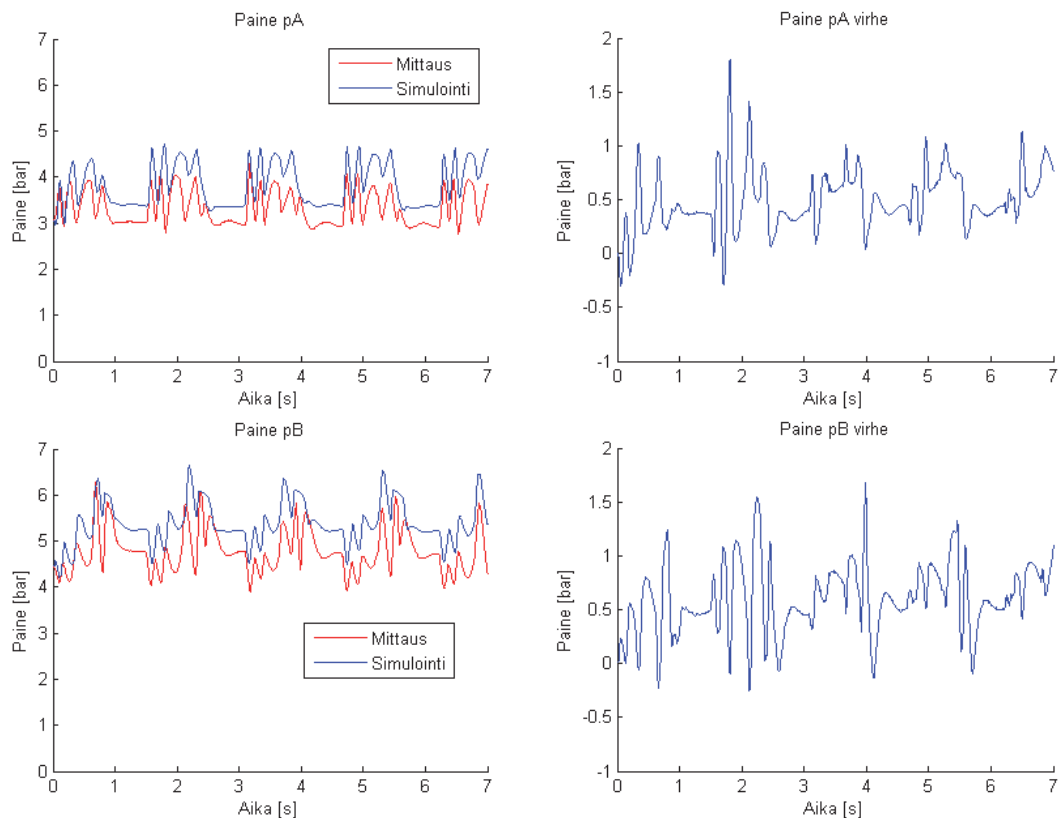 Paine pA
7
6
5
4
3
2
1
0
Paine [bar]
Mittaus
Simulointi
0 1 2 3 4 5 6 7
Aika [s]
Paine pA virhe
2
1.5
1
0.5
0
-0.5
-1
Paine [bar]
0 1 2 3 4 5 6 7
Aika [s]
Paine pB
7
6
5
4
3
2
1
0
Paine [bar]
Mittaus
Simulointi
0 1 2 3 4 5 6 7
Aika [s]
Paine pB virhe
2
1.5
1
0.5
0
-0.5
-1
Paine [bar]
0 1 2 3 4 5 6 7
Aika [s]